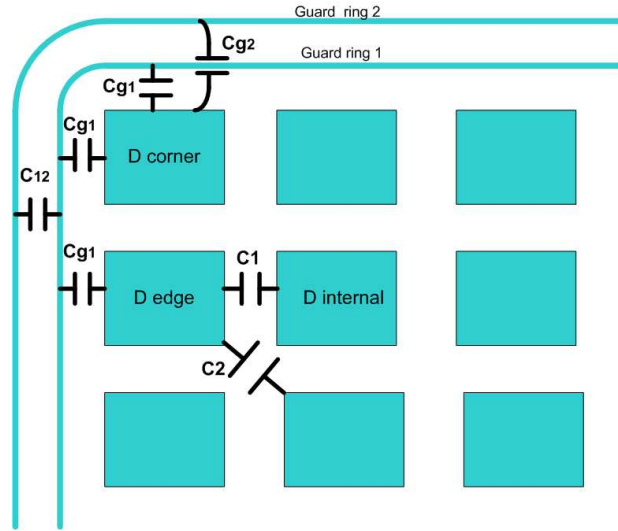 Guard ring 2
Cg2
Guard ring 1
Cg1
Cg1
D corner
C12
Cg1
C1
D edge
D internal
C2